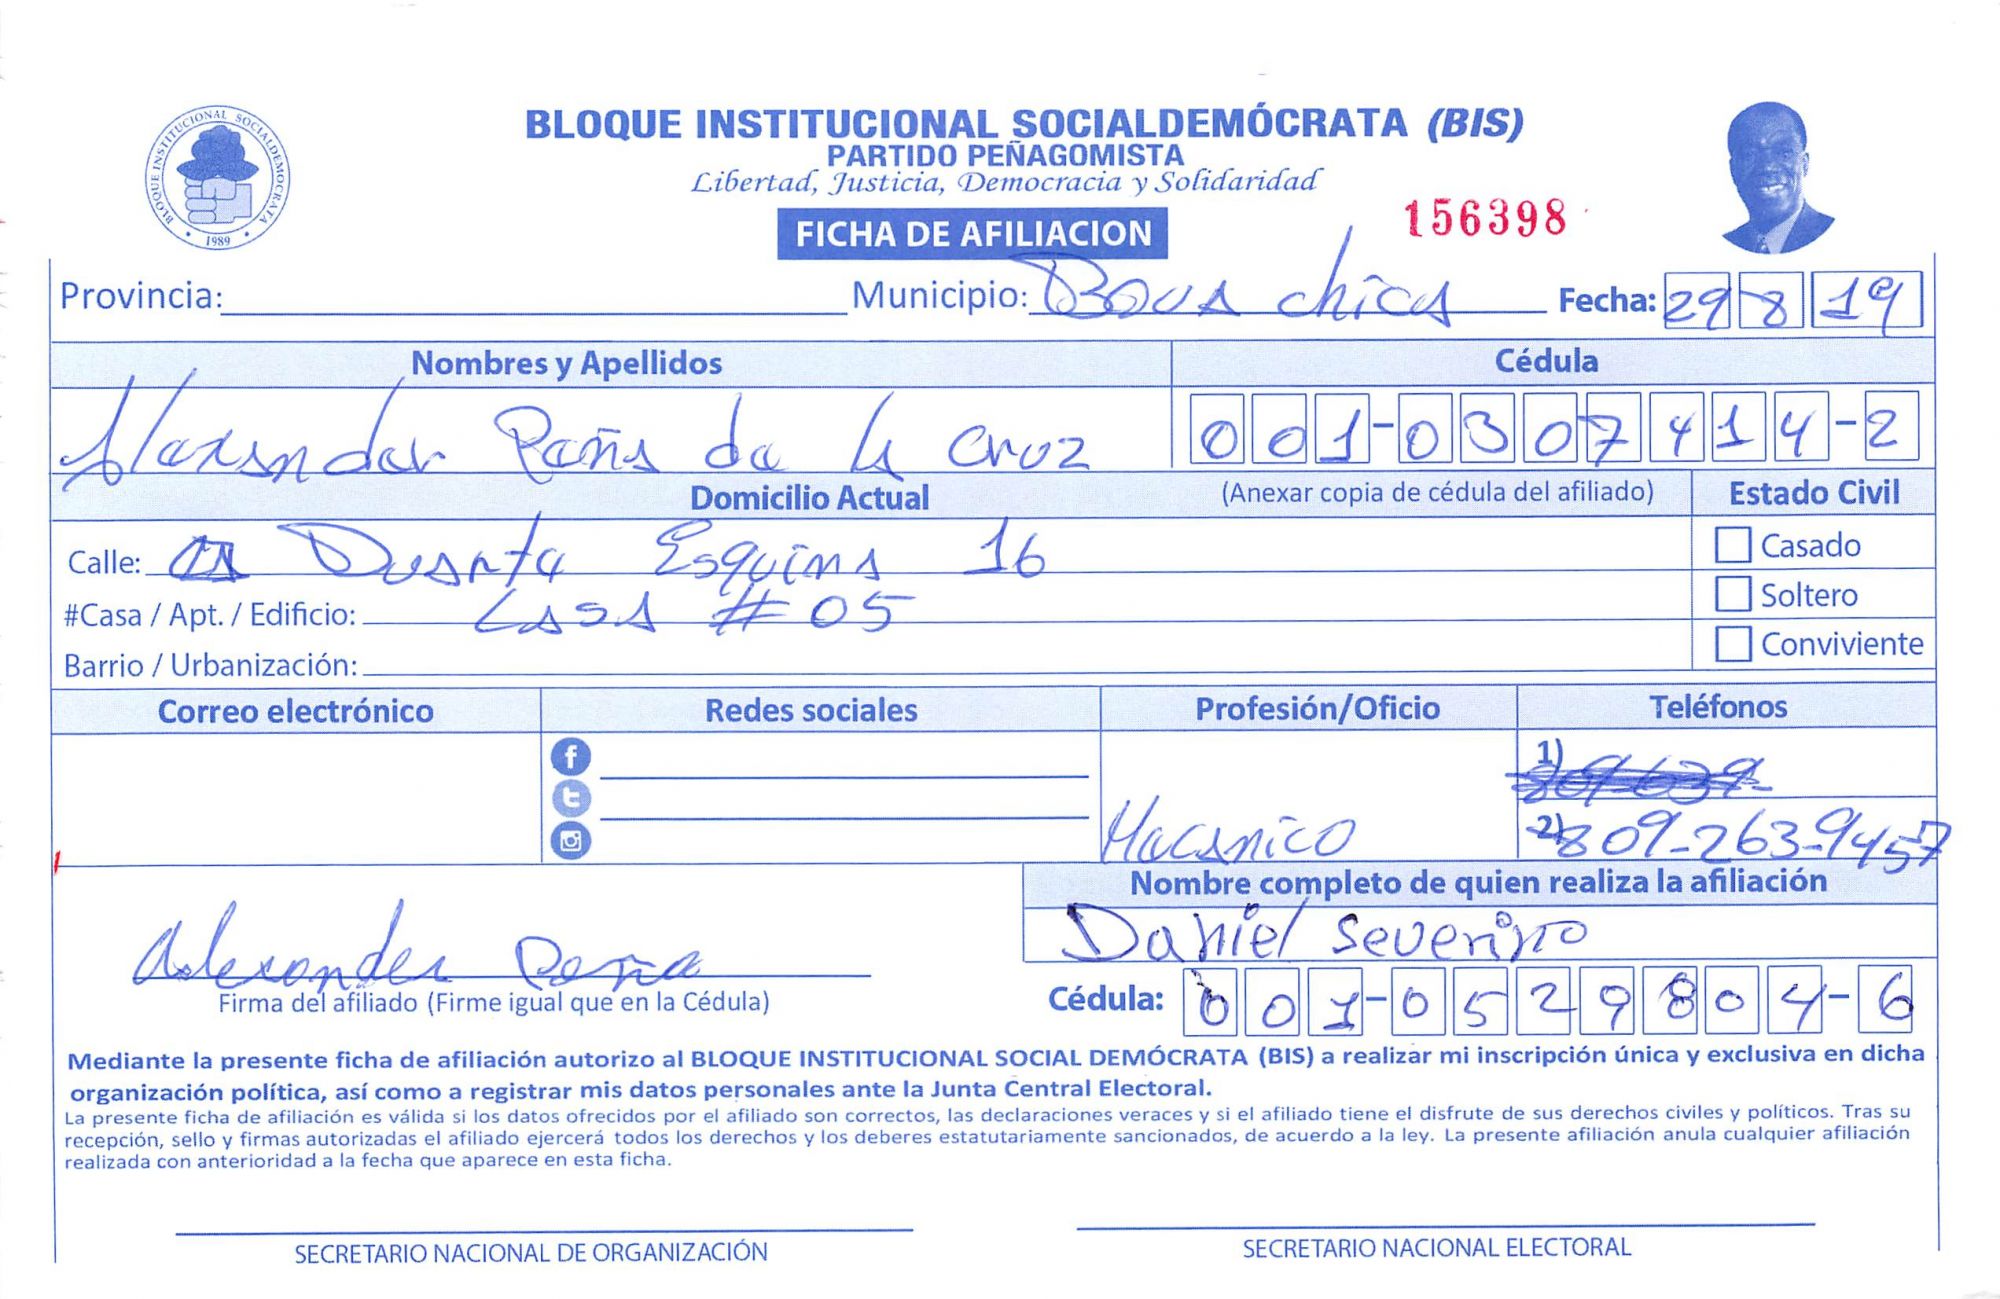 BLOQUE INSTITUCIONAL SOCIALDEMÓCRATA (BIS)
BLOQUE INSTITUCIONAL SOCIALDEMOCRATA
1989
PARTIDO PEÑAGOMISTA
Libertad, Justicia, Democracia y Solidaridad
156398
FICHA DE AFILIACION
Provincia: Municipio: Boua chica Fecha: 29 8 19
Nombres y Apellidos Cédula
Alexander Peña de la Cruz 001-0307414-2
Domicilio Actual (Anexar copia de cédula del afiliado) Estado Civil
Calle: Duarte Esquina 16 Casado
#Casa / Apt. / Edificio: Casa # 05 Soltero
Barrio / Urbanización: Conviviente
Correo electrónico Redes sociales Profesión/Oficio Teléfonos
1) 809-639-
Mecanico 2) 809-263-9457
Nombre completo de quien realiza la afiliación
Daniel Severino
Alexander Peña
Firma del afiliado (Firme igual que en la Cédula) Cédula: 001-0529804-6
Mediante la presente ficha de afiliación autorizo al BLOQUE INSTITUCIONAL SOCIAL DEMÓCRATA (BIS) a realizar mi inscripción única y exclusiva en dicha
organización política, así como a registrar mis datos personales ante la Junta Central Electoral.
La presente ficha de afiliación es válida si los datos ofrecidos por el afiliado son correctos, las declaraciones veraces y si el afiliado tiene el disfrute de sus derechos civiles y políticos. Tras su
recepción, sello y firmas autorizadas el afiliado ejercerá todos los derechos y los deberes estatutariamente sancionados, de acuerdo a la ley. La presente afiliación anula cualquier afiliación
realizada con anterioridad a la fecha que aparece en esta ficha.
SECRETARIO NACIONAL DE ORGANIZACIÓN SECRETARIO NACIONAL ELECTORAL